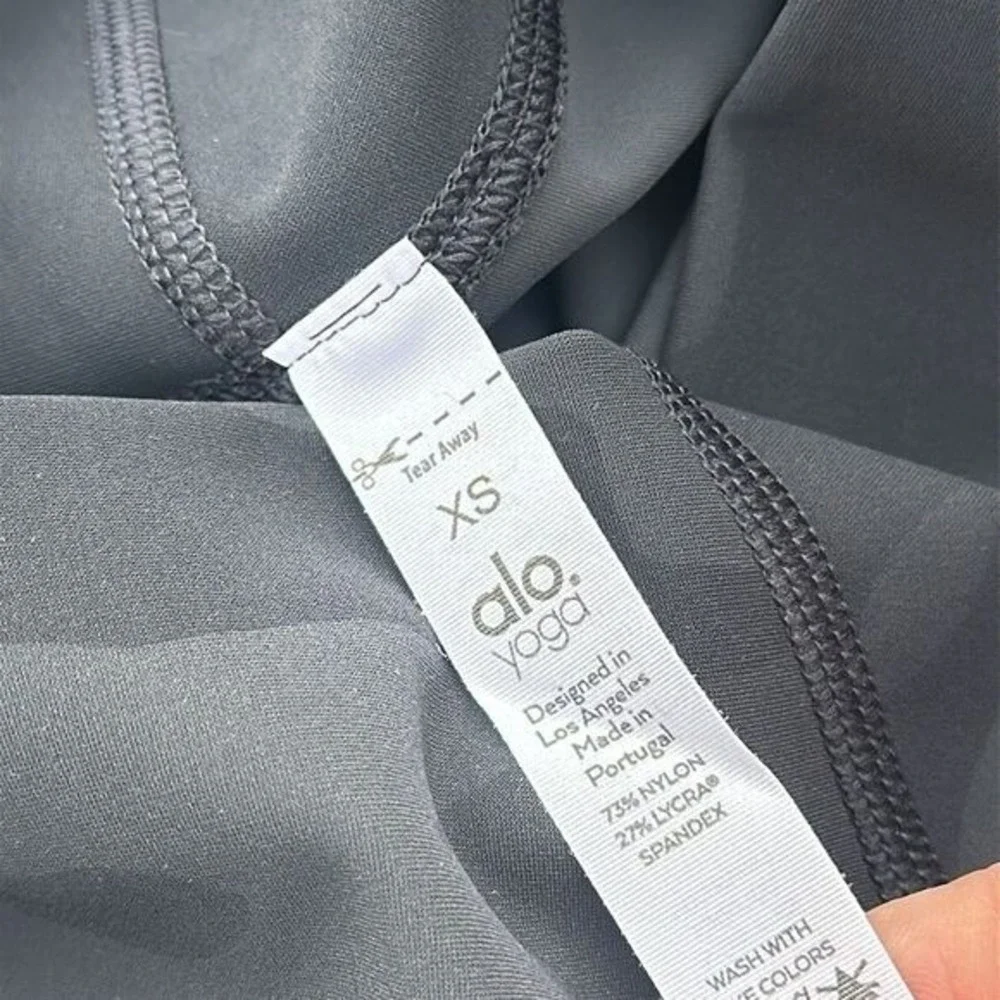 Tear Away
XS
alo.
yoga
Designed in
Los Angeles
Made in
Portugal
73% NYLON
27% LYCRA®
SPANDEX
WASH WITH
COLORS